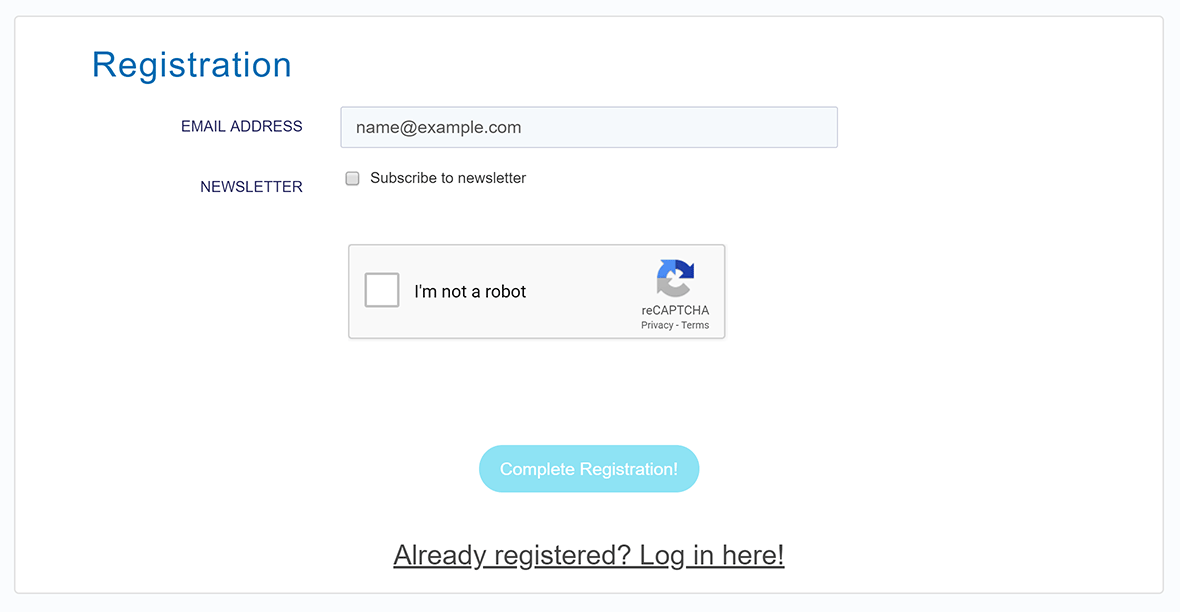 Registration
EMAIL ADDRESS
name@example.com
NEWSLETTER
Subscribe to newsletter
I'm not a robot
reCAPTCHA
Privacy - Terms
Complete Registration!
Already registered? Log in here!